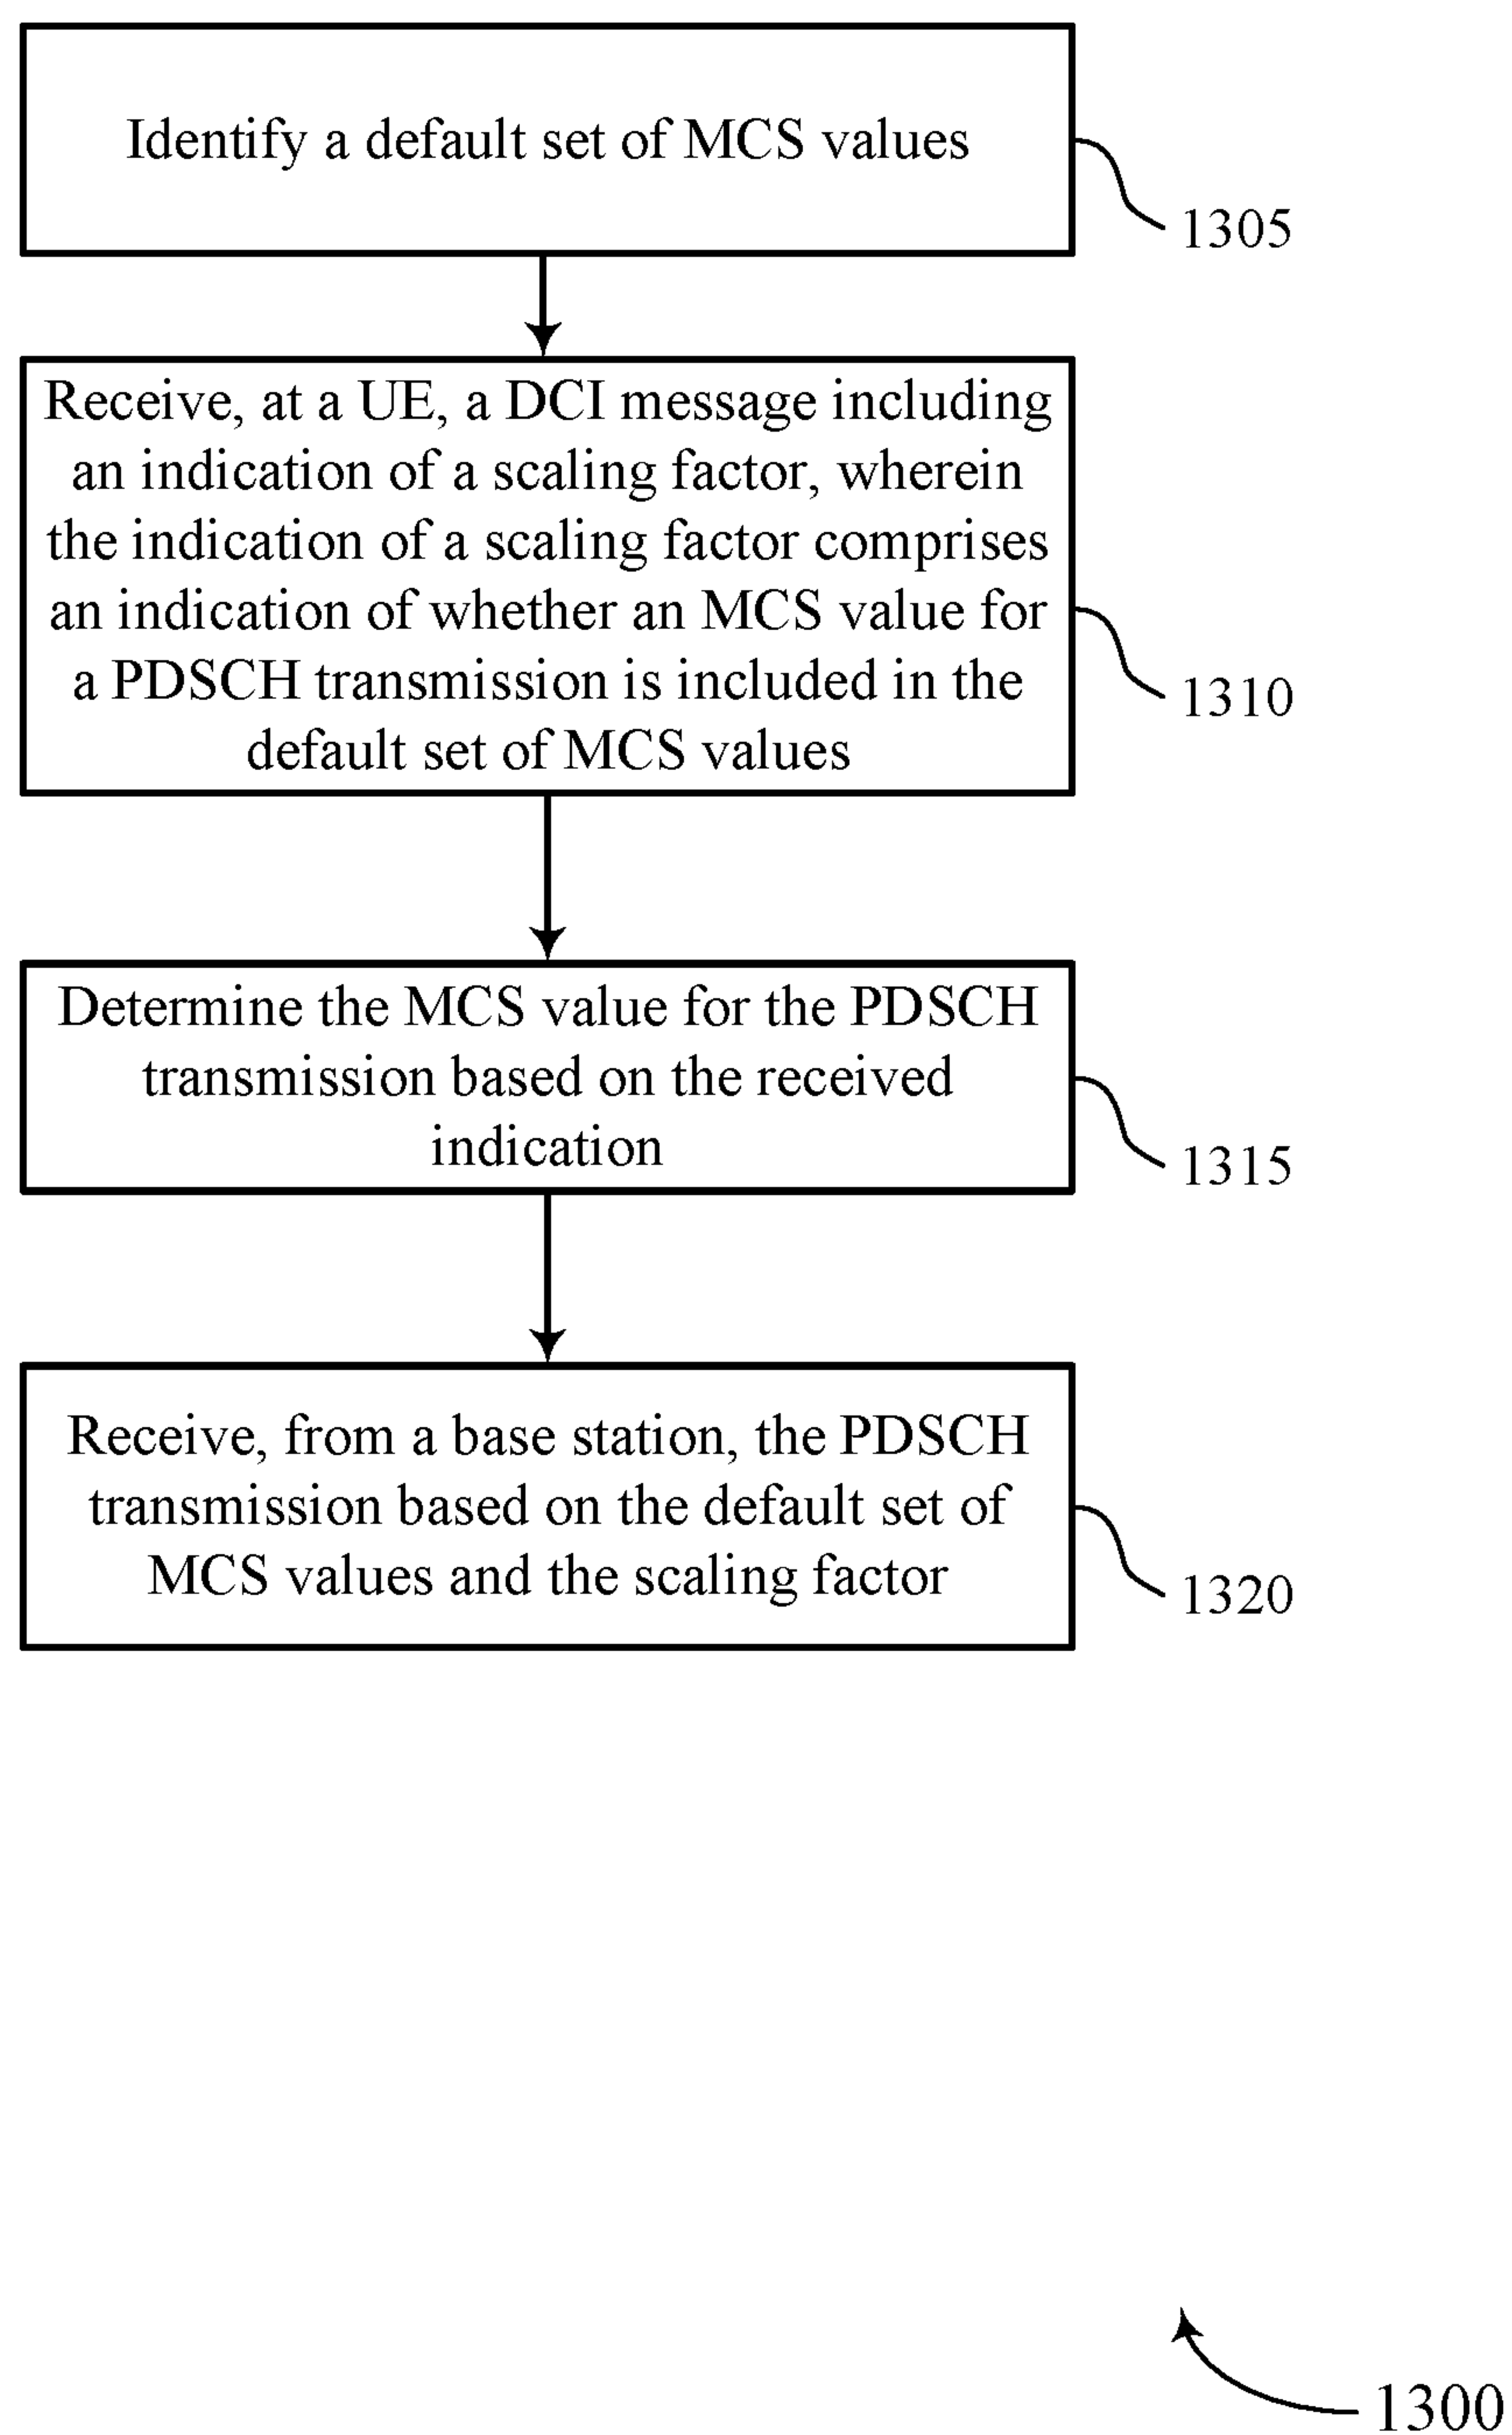 Identify a default set of MCS values
1305
Receive, at a UE, a DCI message including
an indication of a scaling factor, wherein
the indication of a scaling factor comprises
an indication of whether an MCS value for
a PDSCH transmission is included in the
default set of MCS values
1310
Determine the MCS value for the PDSCH
transmission based on the received
indication
1315
Receive, from a base station, the PDSCH
transmission based on the default set of
MCS values and the scaling factor
1320
1300